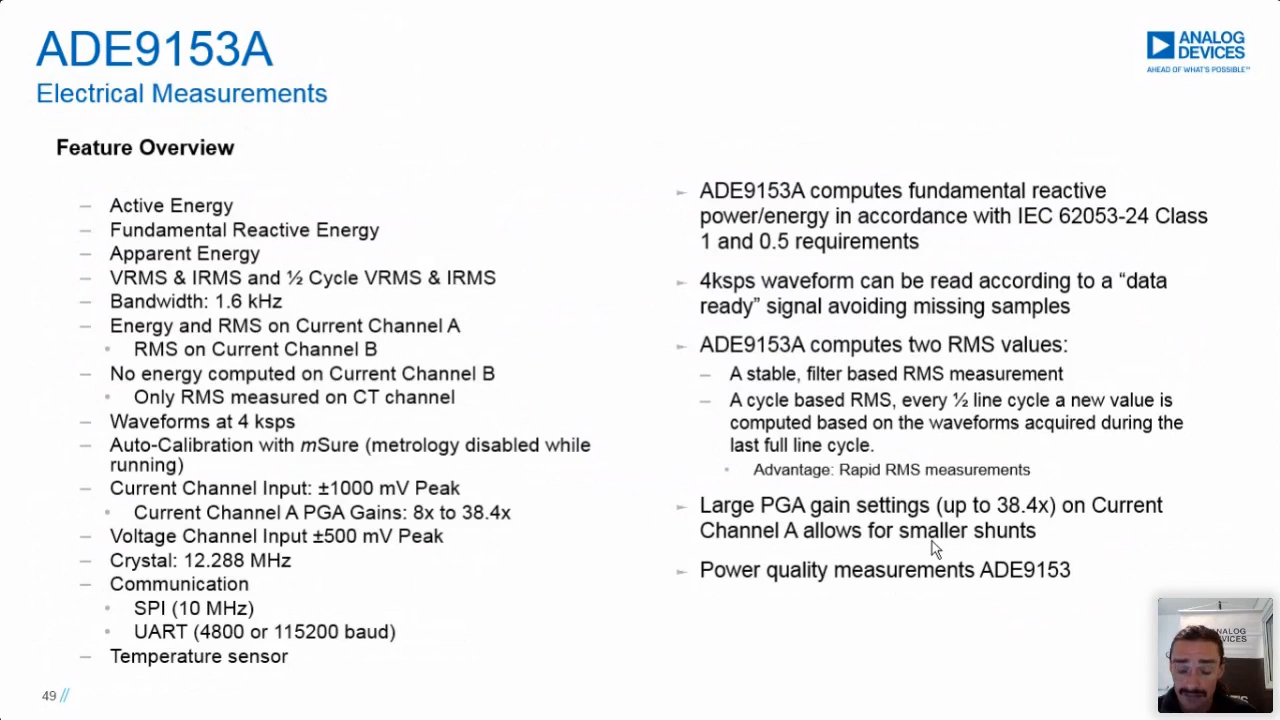 ADE9153A
Electrical Measurements
ANALOG
DEVICES
AHEAD OF WHAT'S POSSIBLE™
Feature Overview
– Active Energy
– Fundamental Reactive Energy
– Apparent Energy
– VRMS & IRMS and ½ Cycle VRMS & IRMS
– Bandwidth: 1.6 kHz
– Energy and RMS on Current Channel A
• RMS on Current Channel B
– No energy computed on Current Channel B
• Only RMS measured on CT channel
– Waveforms at 4 ksps
– Auto-Calibration with mSure (metrology disabled while
running)
– Current Channel Input: ±1000 mV Peak
• Current Channel A PGA Gains: 8x to 38.4x
– Voltage Channel Input ±500 mV Peak
– Crystal: 12.288 MHz
– Communication
• SPI (10 MHz)
• UART (4800 or 115200 baud)
– Temperature sensor
► ADE9153A computes fundamental reactive
power/energy in accordance with IEC 62053-24 Class
1 and 0.5 requirements
► 4ksps waveform can be read according to a “data
ready” signal avoiding missing samples
► ADE9153A computes two RMS values:
– A stable, filter based RMS measurement
– A cycle based RMS, every ½ line cycle a new value is
computed based on the waveforms acquired during the
last full line cycle.
• Advantage: Rapid RMS measurements
► Large PGA gain settings (up to 38.4x) on Current
Channel A allows for smaller shunts
► Power quality measurements ADE9153
49 //
ANALOG
DEVICES